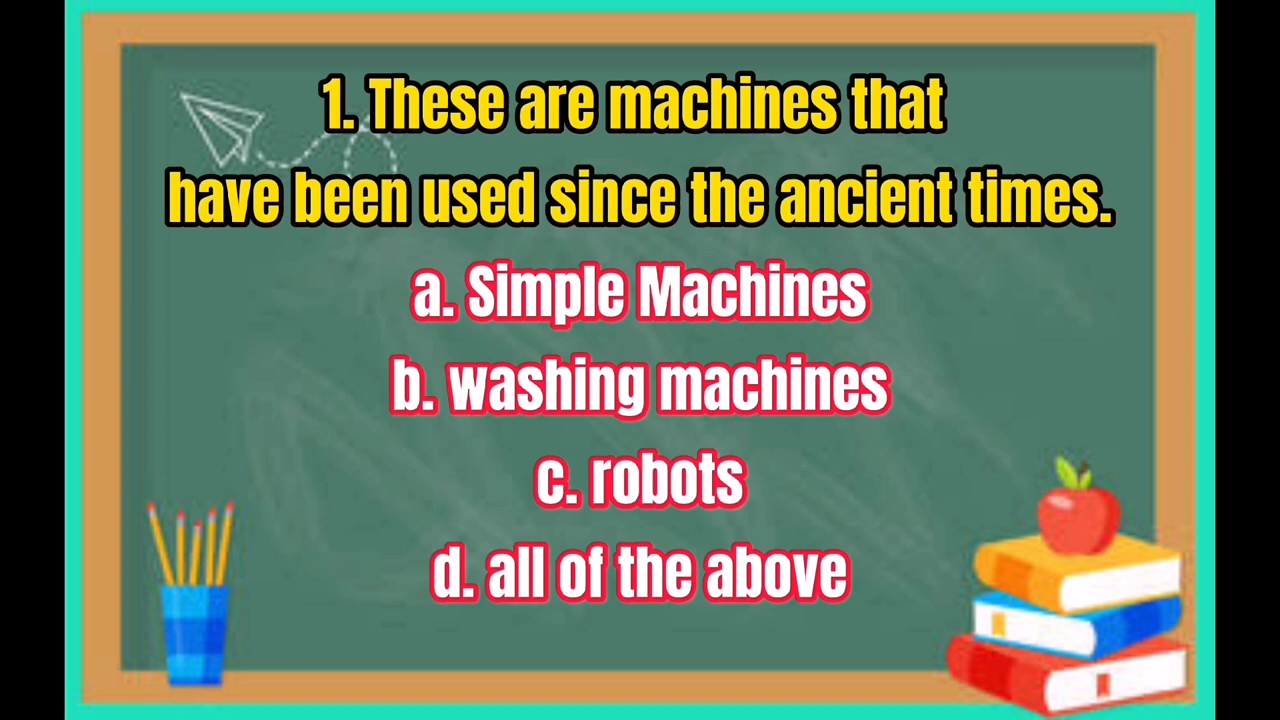 1. These are machines that
have been used since the ancient times.
a. Simple Machines
b. washing machines
c. robots
d. all of the above